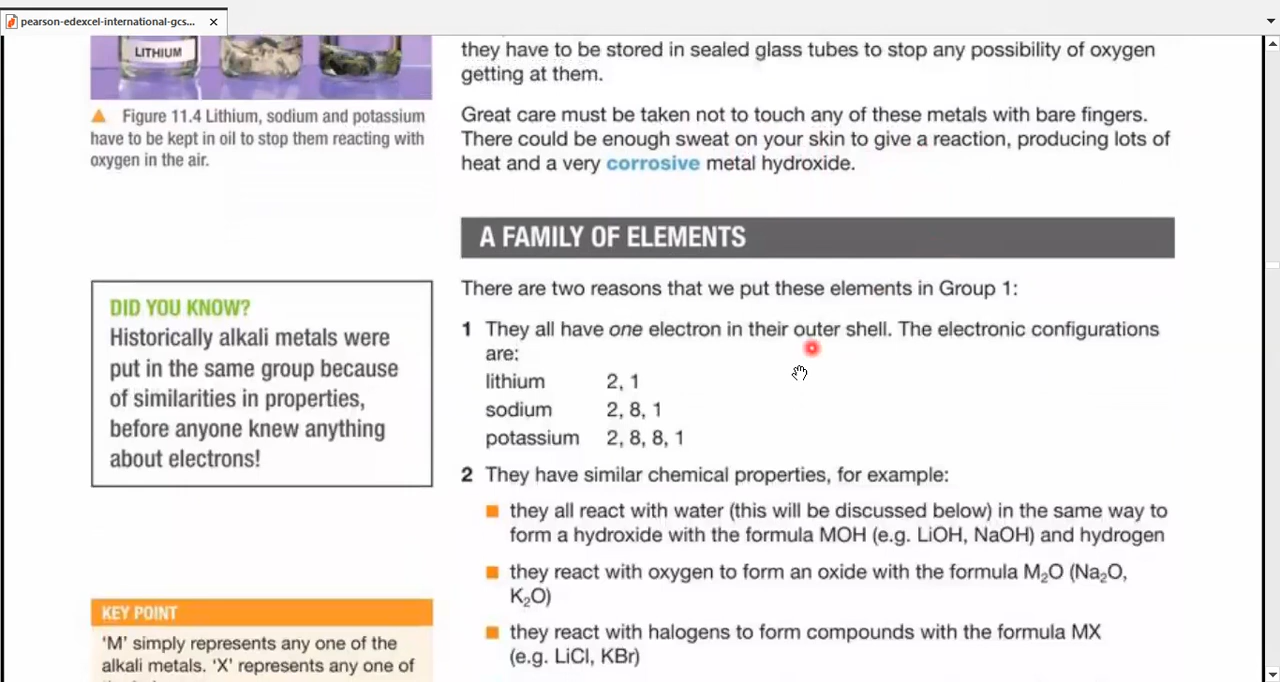 pearson-edexcel-international-gcs...
LITHIUM
Figure 11.4 Lithium, sodium and potassium
have to be kept in oil to stop them reacting with
oxygen in the air.
they have to be stored in sealed glass tubes to stop any possibility of oxygen
getting at them.
Great care must be taken not to touch any of these metals with bare fingers.
There could be enough sweat on your skin to give a reaction, producing lots of
heat and a very corrosive metal hydroxide.
A FAMILY OF ELEMENTS
There are two reasons that we put these elements in Group 1:
1 They all have one electron in their outer shell. The electronic configurations
are:
lithium 2, 1
sodium 2, 8, 1
potassium 2, 8, 8, 1
2 They have similar chemical properties, for example:
they all react with water (this will be discussed below) in the same way to
form a hydroxide with the formula MOH (e.g. LiOH, NaOH) and hydrogen
they react with oxygen to form an oxide with the formula M₂O (Na₂O,
K₂O)
they react with halogens to form compounds with the formula MX
(e.g. LiCl, KBr)
DID YOU KNOW?
Historically alkali metals were
put in the same group because
of similarities in properties,
before anyone knew anything
about electrons!
KEY POINT
'M' simply represents any one of the
alkali metals. 'X' represents any one of